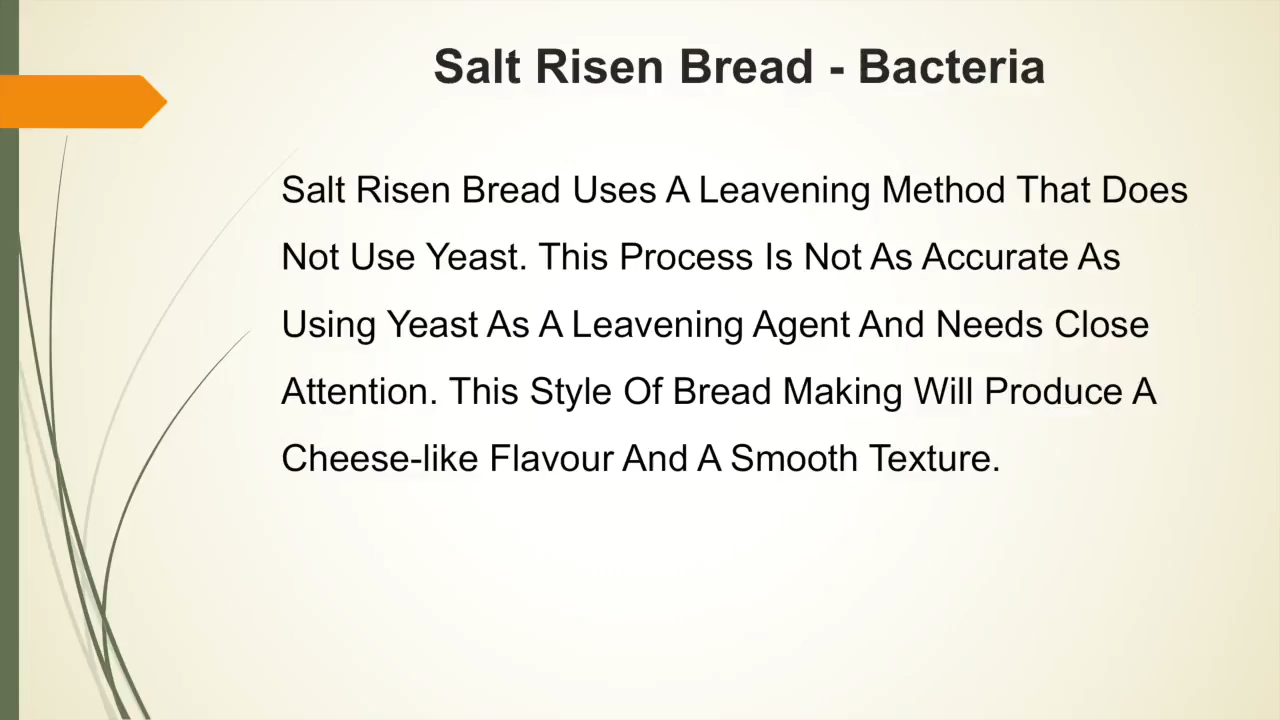 Salt Risen Bread - Bacteria
Salt Risen Bread Uses A Leavening Method That Does
Not Use Yeast. This Process Is Not As Accurate As
Using Yeast As A Leavening Agent And Needs Close
Attention. This Style Of Bread Making Will Produce A
Cheese-like Flavour And A Smooth Texture.